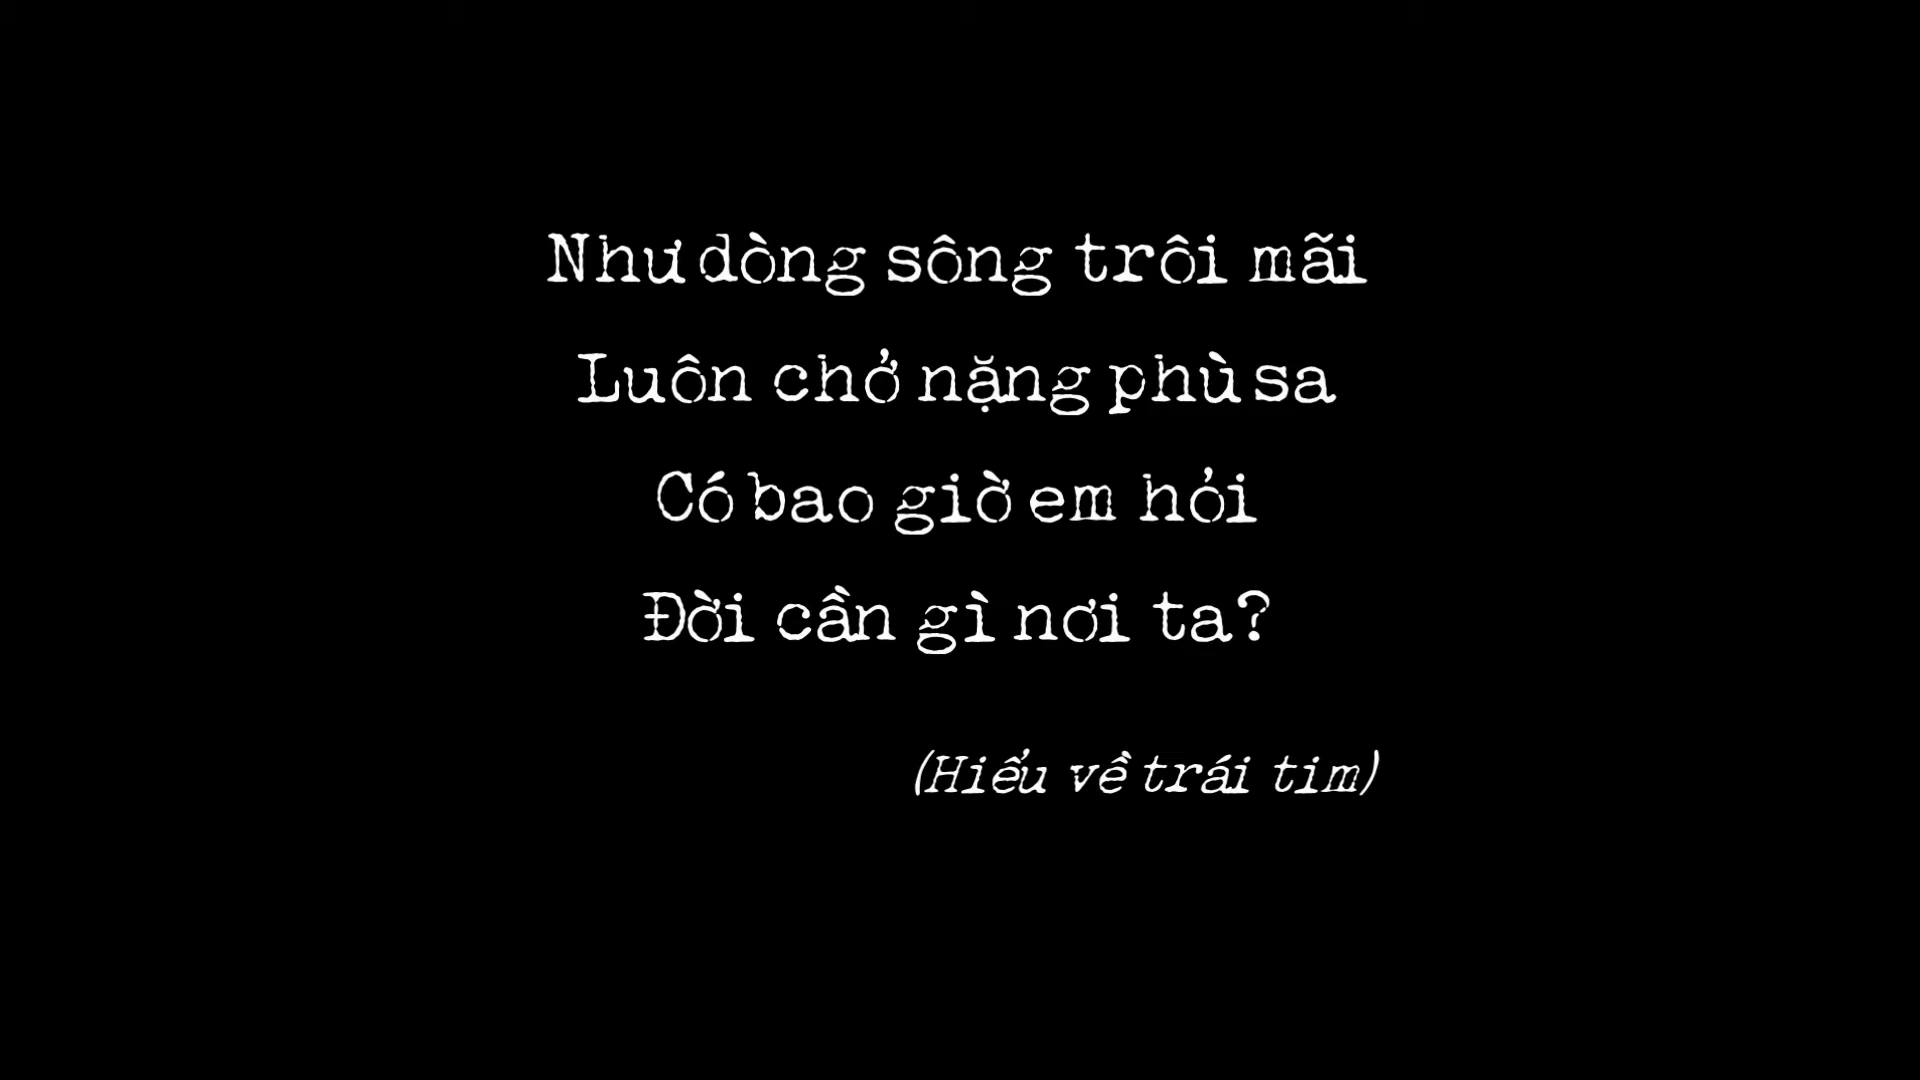 Như dòng sông trôi mãi
Luôn chở nặng phù sa
Có bao giờ em hỏi
Đời cần gì nơi ta?
(Hiểu về trái tim)